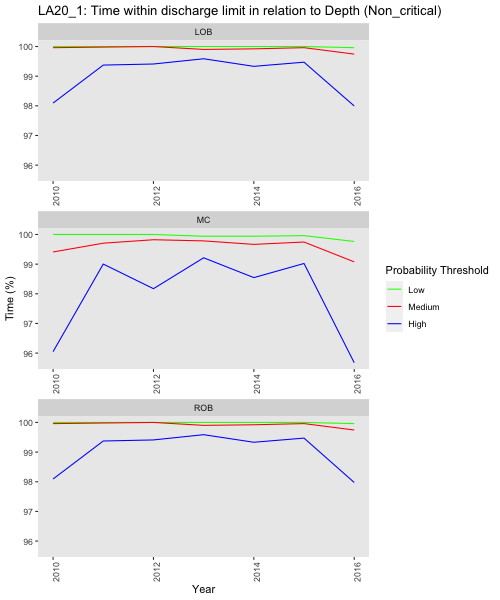 LA20_1: Time within discharge limit in relation to Depth (Non_critical)
LOB
100
99
98
97
96
2010
2012
2014
2016
MC
100
99
98
97
96
2010
2012
2014
2016
ROB
100
99
98
97
96
2010
2012
2014
2016
Time (%)
Year
Probability Threshold
Low
Medium
High